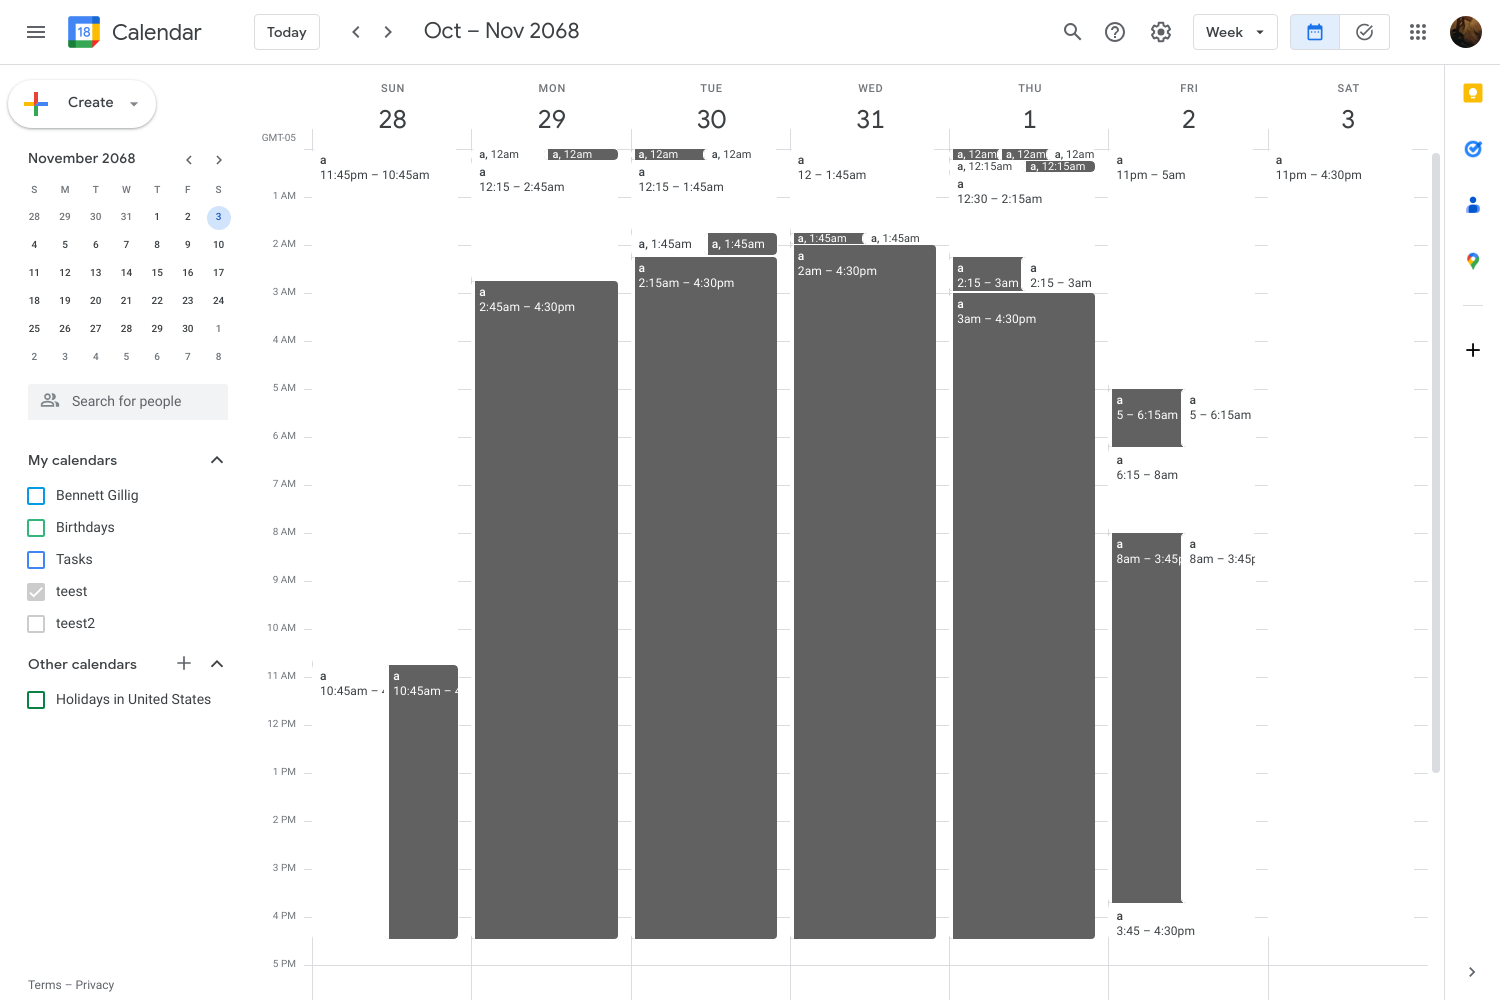 18 Calendar Today Oct – Nov 2068 Week
Create
November 2068
S M T W T F S
28 29 30 31 1 2 3
4 5 6 7 8 9 10
11 12 13 14 15 16 17
18 19 20 21 22 23 24
25 26 27 28 29 30 1
2 3 4 5 6 7 8
Search for people
My calendars
Bennett Gillig
Birthdays
Tasks
teest
teest2
Other calendars
Holidays in United States
Terms – Privacy
GMT-05
1 AM
2 AM
3 AM
4 AM
5 AM
6 AM
7 AM
8 AM
9 AM
10 AM
11 AM
12 PM
1 PM
2 PM
3 PM
4 PM
5 PM
SUN
28
a
11:45pm – 10:45am
a
10:45am –
a
10:45am –
MON
29
a, 12am
a, 12am
a
12:15 – 2:45am
a
2:45am – 4:30pm
TUE
30
a, 12am
a, 12am
a
12:15 – 1:45am
a, 1:45am
a, 1:45am
a
2:15am – 4:30pm
WED
31
a
12 – 1:45am
a, 1:45am
a, 1:45am
a
2am – 4:30pm
THU
1
a, 12am
a, 12am
a, 12am
a, 12:15am
a, 12:15am
a
12:30 – 2:15am
a
2:15 – 3am
a
2:15 – 3am
a
3am – 4:30pm
FRI
2
a
11pm – 5am
a
5 – 6:15am
a
5 – 6:15am
a
6:15 – 8am
a
8am – 3:45p
a
8am – 3:45p
a
3:45 – 4:30pm
SAT
3
a
11pm – 4:30pm